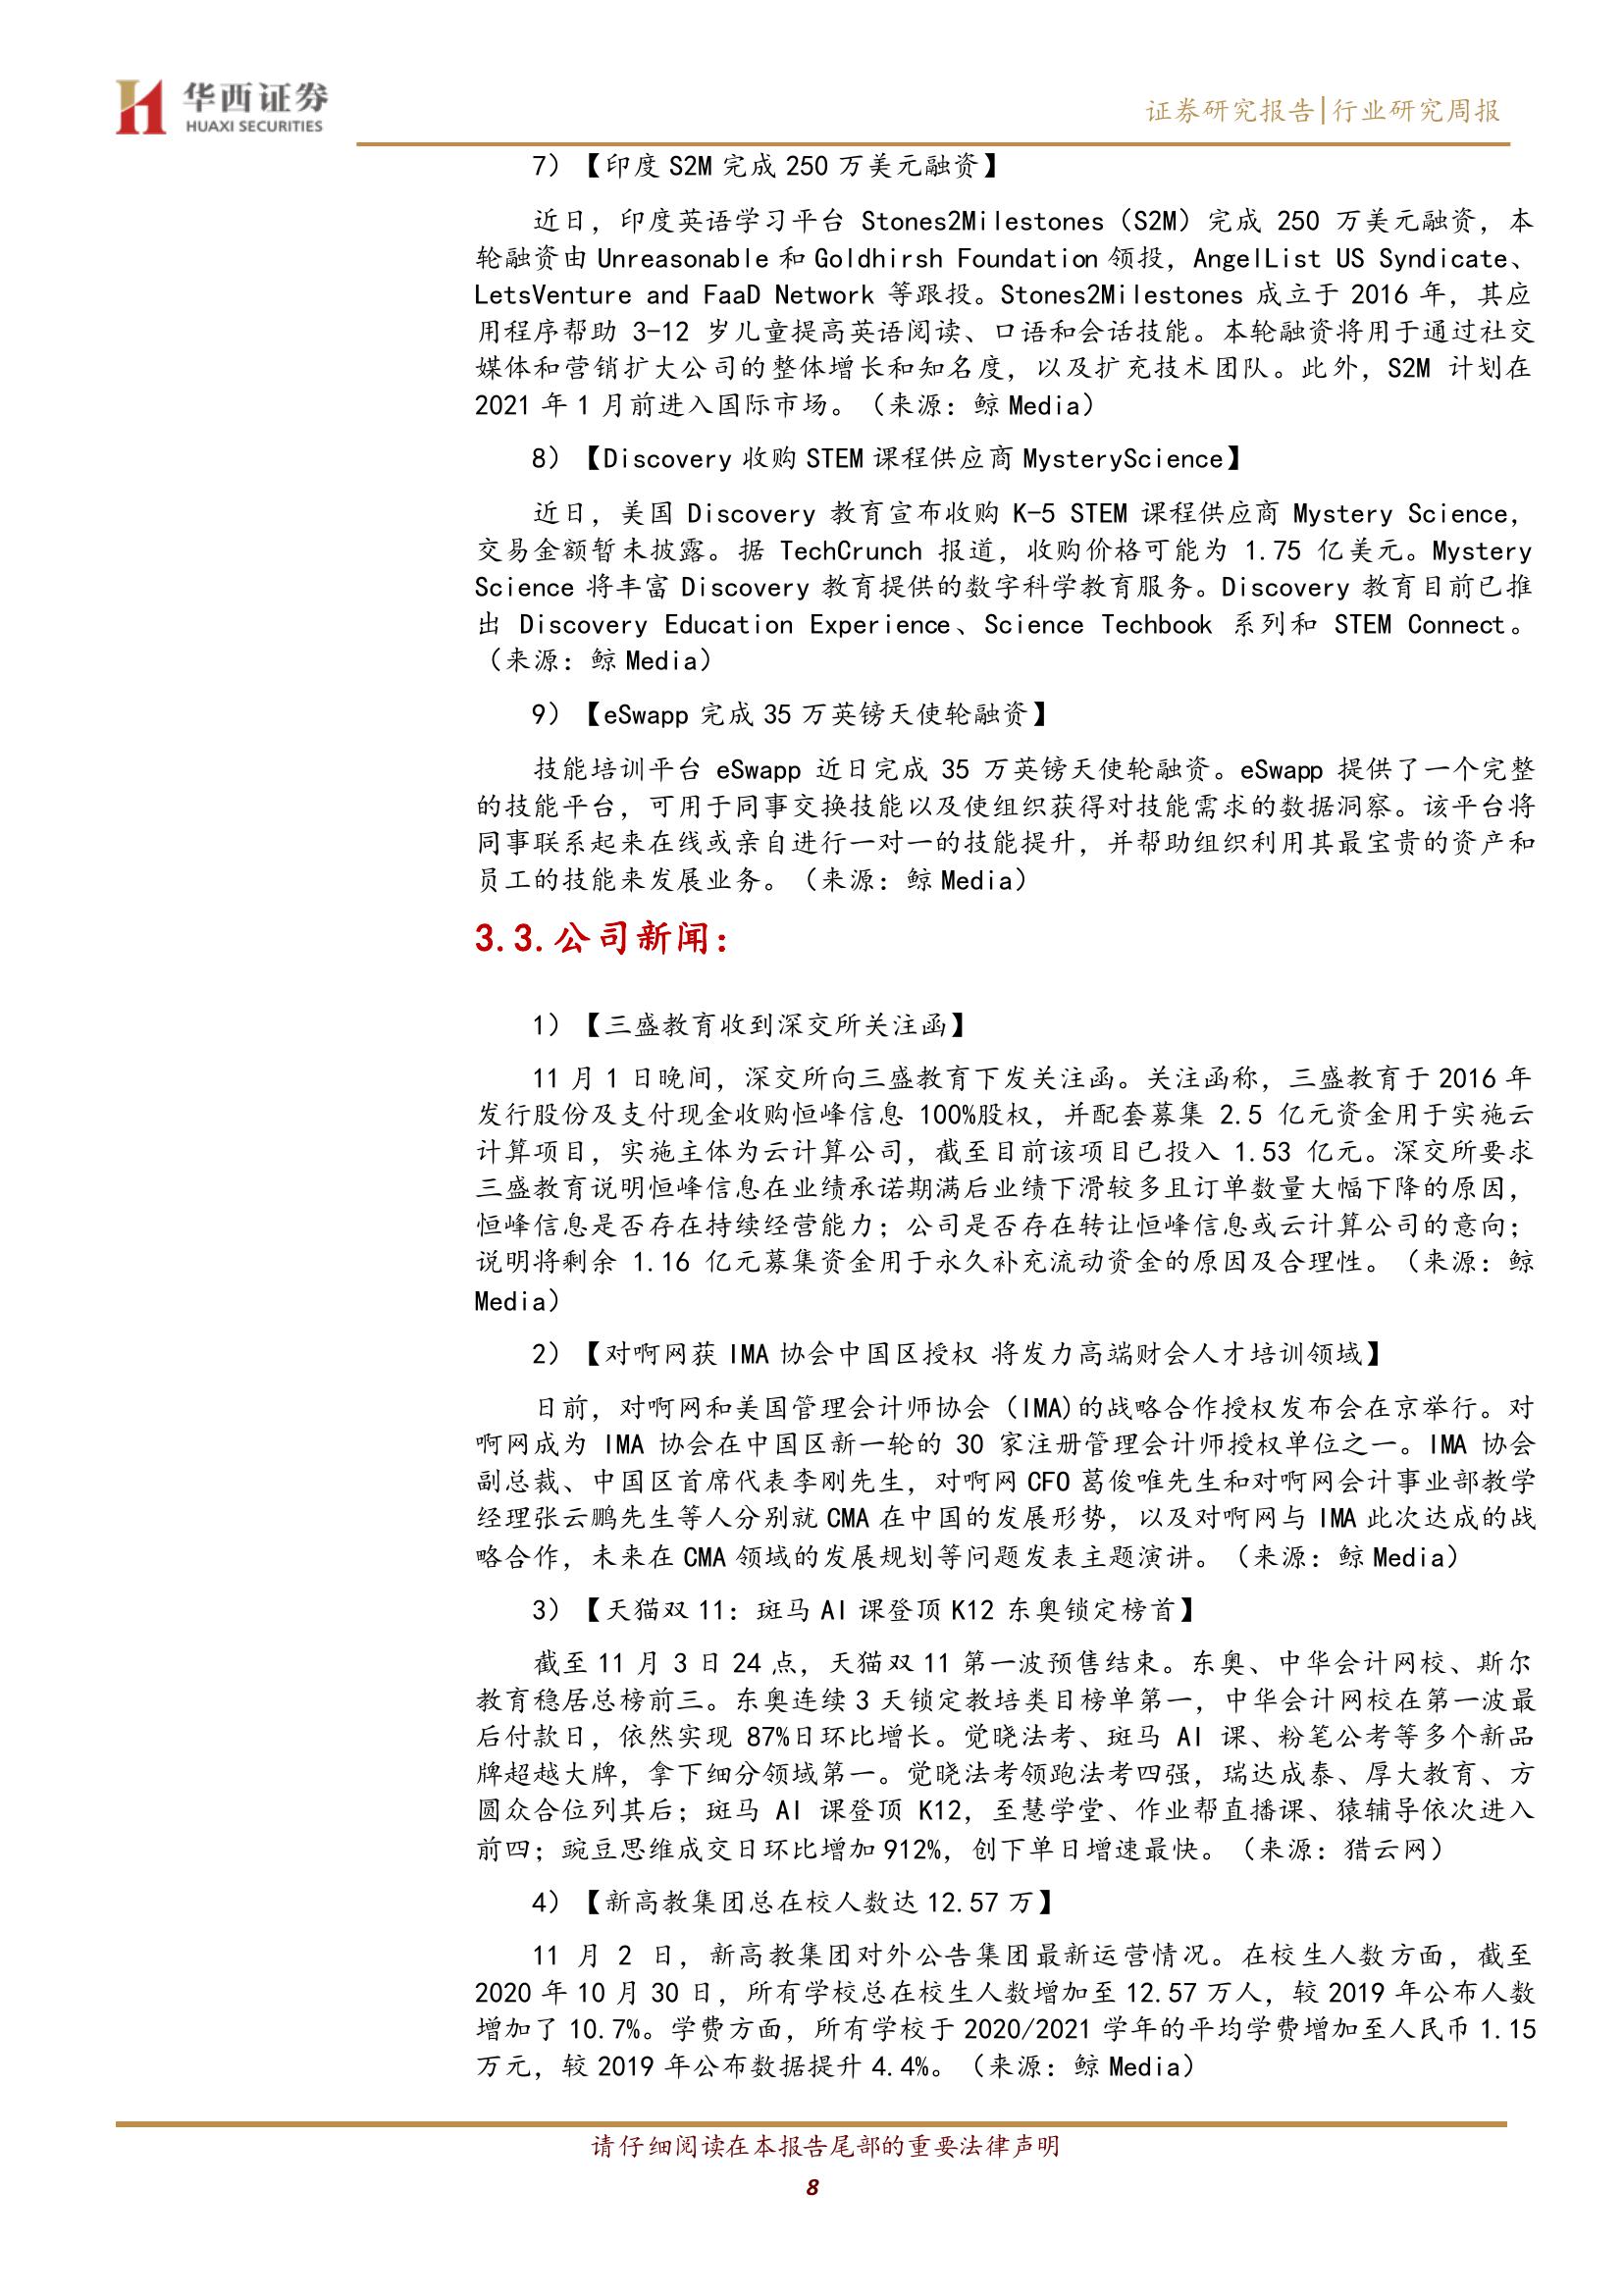 华西证券
HUAXI SECURITIES
证券研究报告|行业研究周报
7）【印度 S2M 完成 250 万美元融资】
近日，印度英语学习平台 Stones2Milestones（S2M）完成 250 万美元融资，本
轮融资由 Unreasonable 和 Goldhirsh Foundation 领投，AngelList US Syndicate、
LetsVenture and FaaD Network 等跟投。Stones2Milestones 成立于 2016 年，其应
用程序帮助 3-12 岁儿童提高英语阅读、口语和会话技能。本轮融资将用于通过社交
媒体和营销扩大公司的整体增长和知名度，以及扩充技术团队。此外，S2M 计划在
2021 年 1 月前进入国际市场。（来源：鲸 Media）
8）【Discovery 收购 STEM 课程供应商 MysteryScience】
近日，美国 Discovery 教育宣布收购 K-5 STEM 课程供应商 Mystery Science，
交易金额暂未披露。据 TechCrunch 报道，收购价格可能为 1.75 亿美元。Mystery
Science 将丰富 Discovery 教育提供的数字科学教育服务。Discovery 教育目前已推
出 Discovery Education Experience、Science Techbook 系列和 STEM Connect。
（来源：鲸 Media）
9）【eSwapp 完成 35 万英镑天使轮融资】
技能培训平台 eSwapp 近日完成 35 万英镑天使轮融资。eSwapp 提供了一个完整
的技能平台，可用于同事交换技能以及使组织获得对技能需求的数据洞察。该平台将
同事联系起来在线或亲自进行一对一的技能提升，并帮助组织利用其最宝贵的资产和
员工的技能来发展业务。（来源：鲸 Media）
3.3.公司新闻：
1）【三盛教育收到深交所关注函】
11 月 1 日晚间，深交所向三盛教育下发关注函。关注函称，三盛教育于 2016 年
发行股份及支付现金收购恒峰信息 100%股权，并配套募集 2.5 亿元资金用于实施云
计算项目，实施主体为云计算公司，截至目前该项目已投入 1.53 亿元。深交所要求
三盛教育说明恒峰信息在业绩承诺期满后业绩下滑较多且订单数量大幅下降的原因，
恒峰信息是否存在持续经营能力；公司是否存在转让恒峰信息或云计算公司的意向；
说明将剩余 1.16 亿元募集资金用于永久补充流动资金的原因及合理性。（来源：鲸
Media）
2）【对啊网获 IMA 协会中国区授权 将发力高端财会人才培训领域】
日前，对啊网和美国管理会计师协会（IMA)的战略合作授权发布会在京举行。对
啊网成为 IMA 协会在中国区新一轮的 30 家注册管理会计师授权单位之一。IMA 协会
副总裁、中国区首席代表李刚先生，对啊网 CFO 葛俊唯先生和对啊网会计事业部教学
经理张云鹏先生等人分别就 CMA 在中国的发展形势，以及对啊网与 IMA 此次达成的战
略合作，未来在 CMA 领域的发展规划等问题发表主题演讲。（来源：鲸 Media）
3）【天猫双 11：斑马 AI 课登顶 K12 东奥锁定榜首】
截至 11 月 3 日 24 点，天猫双 11 第一波预售结束。东奥、中华会计网校、斯尔
教育稳居总榜前三。东奥连续 3 天锁定教培类目榜单第一，中华会计网校在第一波最
后付款日，依然实现 87%日环比增长。觉晓法考、斑马 AI 课、粉笔公考等多个新品
牌超越大牌，拿下细分领域第一。觉晓法考领跑法考四强，瑞达成泰、厚大教育、方
圆众合位列其后；斑马 AI 课登顶 K12，至慧学堂、作业帮直播课、猿辅导依次进入
前四；豌豆思维成交日环比增加 912%，创下单日增速最快。（来源：猎云网）
4）【新高教集团总在校人数达 12.57 万】
11 月 2 日，新高教集团对外公告集团最新运营情况。在校生人数方面，截至
2020 年 10 月 30 日，所有学校总在校生人数增加至 12.57 万人，较 2019 年公布人数
增加了 10.7%。学费方面，所有学校于 2020/2021 学年的平均学费增加至人民币 1.15
万元，较 2019 年公布数据提升 4.4%。（来源：鲸 Media）
请仔细阅读在本报告尾部的重要法律声明
8